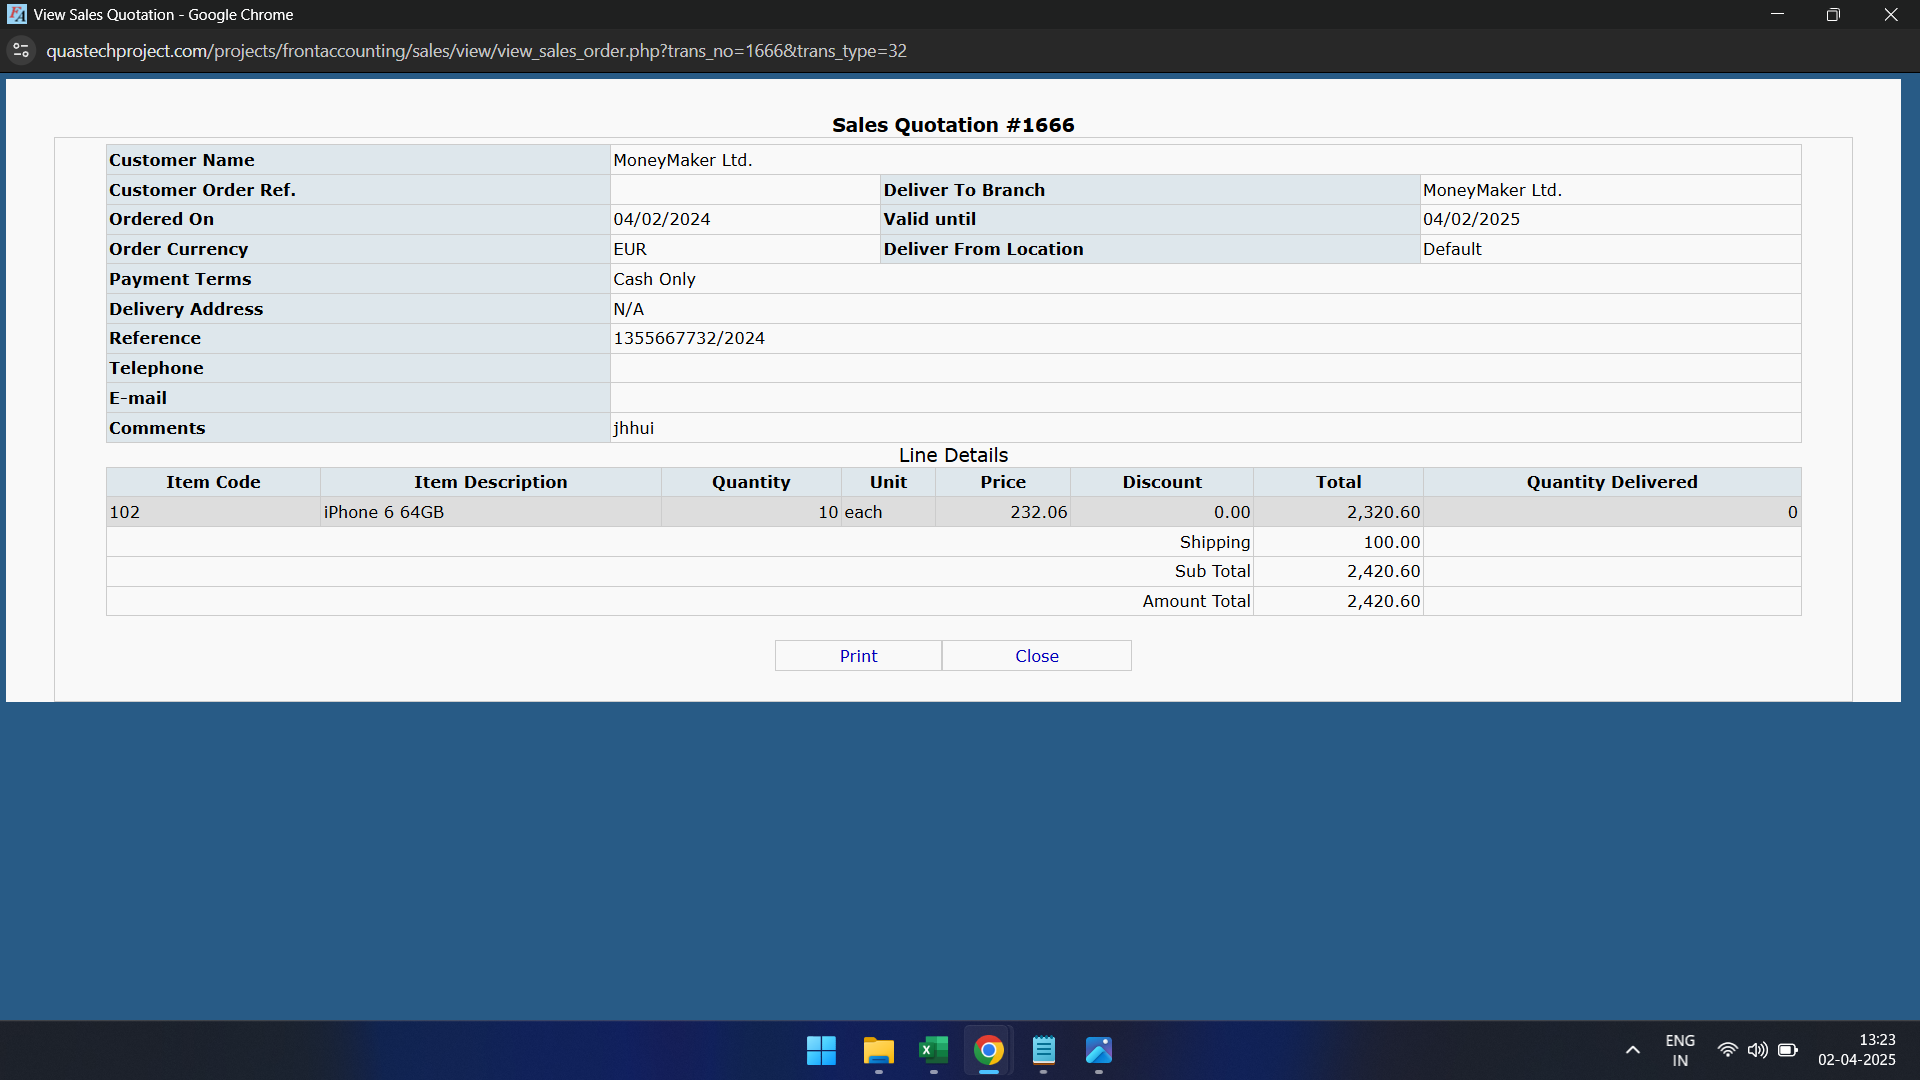 View Sales Quotation - Google Chrome
quastechproject.com/projects/frontaccounting/sales/view/view_sales_order.php?trans_no=1666&trans_type=32
Sales Quotation #1666
Customer Name MoneyMaker Ltd.
Customer Order Ref. Deliver To Branch MoneyMaker Ltd.
Ordered On 04/02/2024 Valid until 04/02/2025
Order Currency EUR Deliver From Location Default
Payment Terms Cash Only
Delivery Address N/A
Reference 1355667732/2024
Telephone
E-mail
Comments jhhui
Line Details
Item Code Item Description Quantity Unit Price Discount Total Quantity Delivered
102 iPhone 6 64GB 10 each 232.06 0.00 2,320.60 0
Shipping 100.00
Sub Total 2,420.60
Amount Total 2,420.60
Print Close
ENG 13:23
IN 02-04-2025